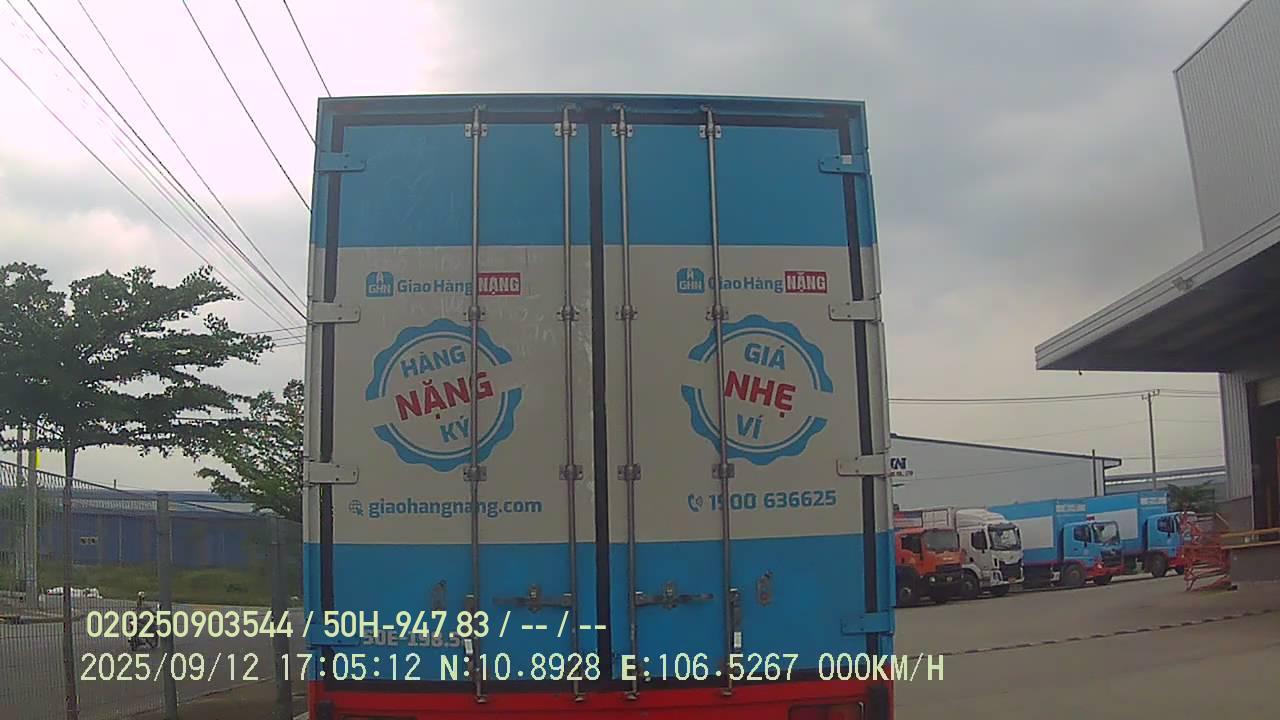 GHN GiaoHàng NẶNG
GHN GiaoHàng NẶNG
HÀNG
NẶNG
KÝ
GIÁ
NHẸ
VÍ
giaohangnang.com
1900 636625
020250903544 / 50H-947.83 / -- / --
2025/09/12 17:05:12 N:10.8928 E:106.5267 000KM/H